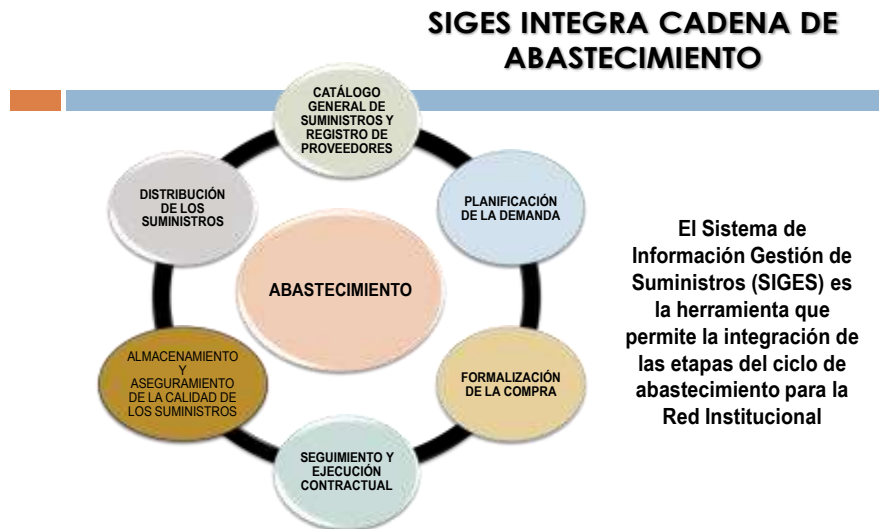 SIGES INTEGRA CADENA DE
ABASTECIMIENTO
CATÁLOGO
GENERAL DE
SUMINISTROS Y
REGISTRO DE
PROVEEDORES
PLANIFICACIÓN
DE LA DEMANDA
FORMALIZACIÓN
DE LA COMPRA
SEGUIMIENTO Y
EJECUCIÓN
CONTRACTUAL
ALMACENAMIENTO
Y
ASEGURAMIENTO
DE LA CALIDAD DE
LOS SUMINISTROS
DISTRIBUCIÓN
DE LOS
SUMINISTROS
ABASTECIMIENTO
El Sistema de
Información Gestión de
Suministros (SIGES) es
la herramienta que
permite la integración de
las etapas del ciclo de
abastecimiento para la
Red Institucional